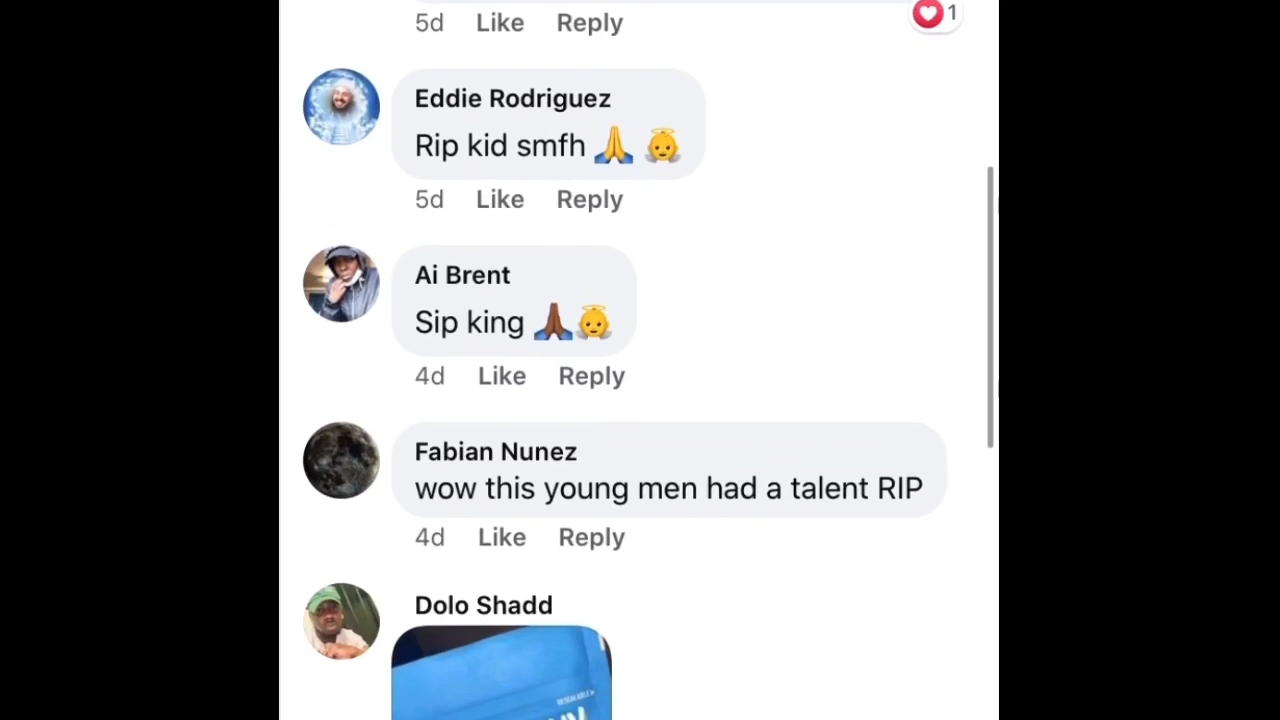 5d Like Reply 1
Eddie Rodriguez
Rip kid smfh 🙏 👼
5d Like Reply
Ai Brent
Sip king 🙏🏾👼
4d Like Reply
Fabian Nunez
wow this young men had a talent RIP
4d Like Reply
Dolo Shadd
RESEALABLE